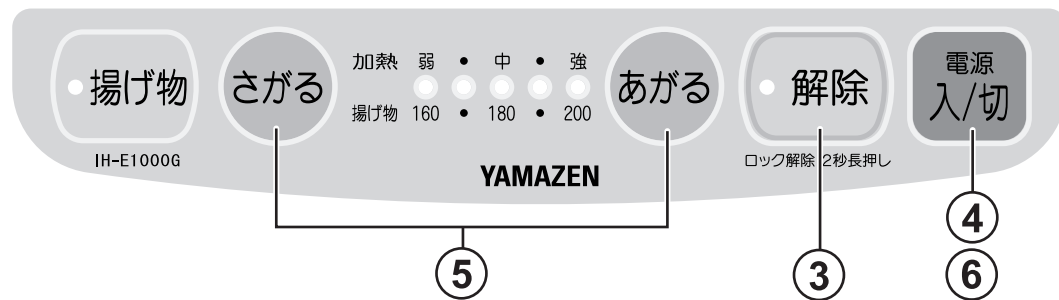 揚げ物
さがる
加熱 弱 • 中 • 強
揚げ物 160 • 180 • 200
あがる
解除
電源
入/切
IH-E1000G
ロック解除 2秒長押し
YAMAZEN
5
3
4
6